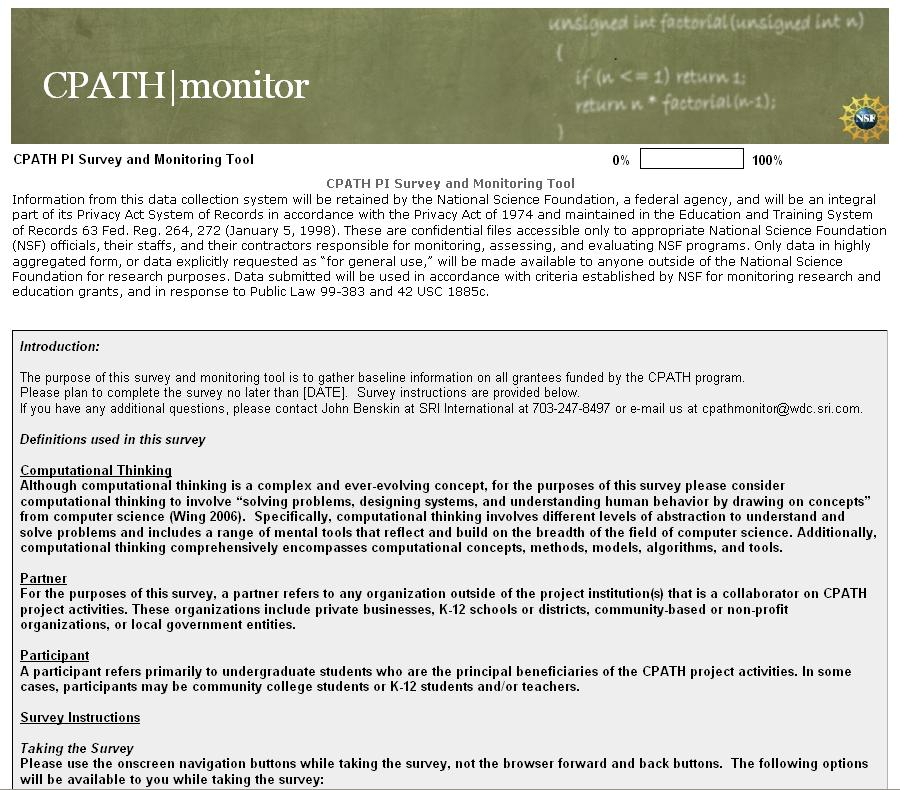 unsigned int factorial(unsigned int n)
{
if (n <= 1) return 1;
return n * factorial(n-1);
}
CPATH|monitor
NSF
CPATH PI Survey and Monitoring Tool
0% 100%
CPATH PI Survey and Monitoring Tool
Information from this data collection system will be retained by the National Science Foundation, a federal agency, and will be an integral
part of its Privacy Act System of Records in accordance with the Privacy Act of 1974 and maintained in the Education and Training System
of Records 63 Fed. Reg. 264, 272 (January 5, 1998). These are confidential files accessible only to appropriate National Science Foundation
(NSF) officials, their staffs, and their contractors responsible for monitoring, assessing, and evaluating NSF programs. Only data in highly
aggregated form, or data explicitly requested as “for general use,” will be made available to anyone outside of the National Science
Foundation for research purposes. Data submitted will be used in accordance with criteria established by NSF for monitoring research and
education grants, and in response to Public Law 99-383 and 42 USC 1885c.
Introduction:
The purpose of this survey and monitoring tool is to gather baseline information on all grantees funded by the CPATH program.
Please plan to complete the survey no later than [DATE].  Survey instructions are provided below.
If you have any additional questions, please contact John Benskin at SRI International at 703-247-8497 or e-mail us at cpathmonitor@wdc.sri.com.
Definitions used in this survey
Computational Thinking
Although computational thinking is a complex and ever-evolving concept, for the purposes of this survey please consider
computational thinking to involve “solving problems, designing systems, and understanding human behavior by drawing on concepts”
from computer science (Wing 2006).  Specifically, computational thinking involves different levels of abstraction to understand and
solve problems and includes a range of mental tools that reflect and build on the breadth of the field of computer science. Additionally,
computational thinking comprehensively encompasses computational concepts, methods, models, algorithms, and tools.
Partner
For the purposes of this survey, a partner refers to any organization outside of the project institution(s) that is a collaborator on CPATH
project activities. These organizations include private businesses, K-12 schools or districts, community-based or non-profit
organizations, or local government entities.
Participant
A participant refers primarily to undergraduate students who are the principal beneficiaries of the CPATH project activities. In some
cases, participants may be community college students or K-12 students and/or teachers.
Survey Instructions
Taking the Survey
Please use the onscreen navigation buttons while taking the survey, not the browser forward and back buttons.  The following options
will be available to you while taking the survey: